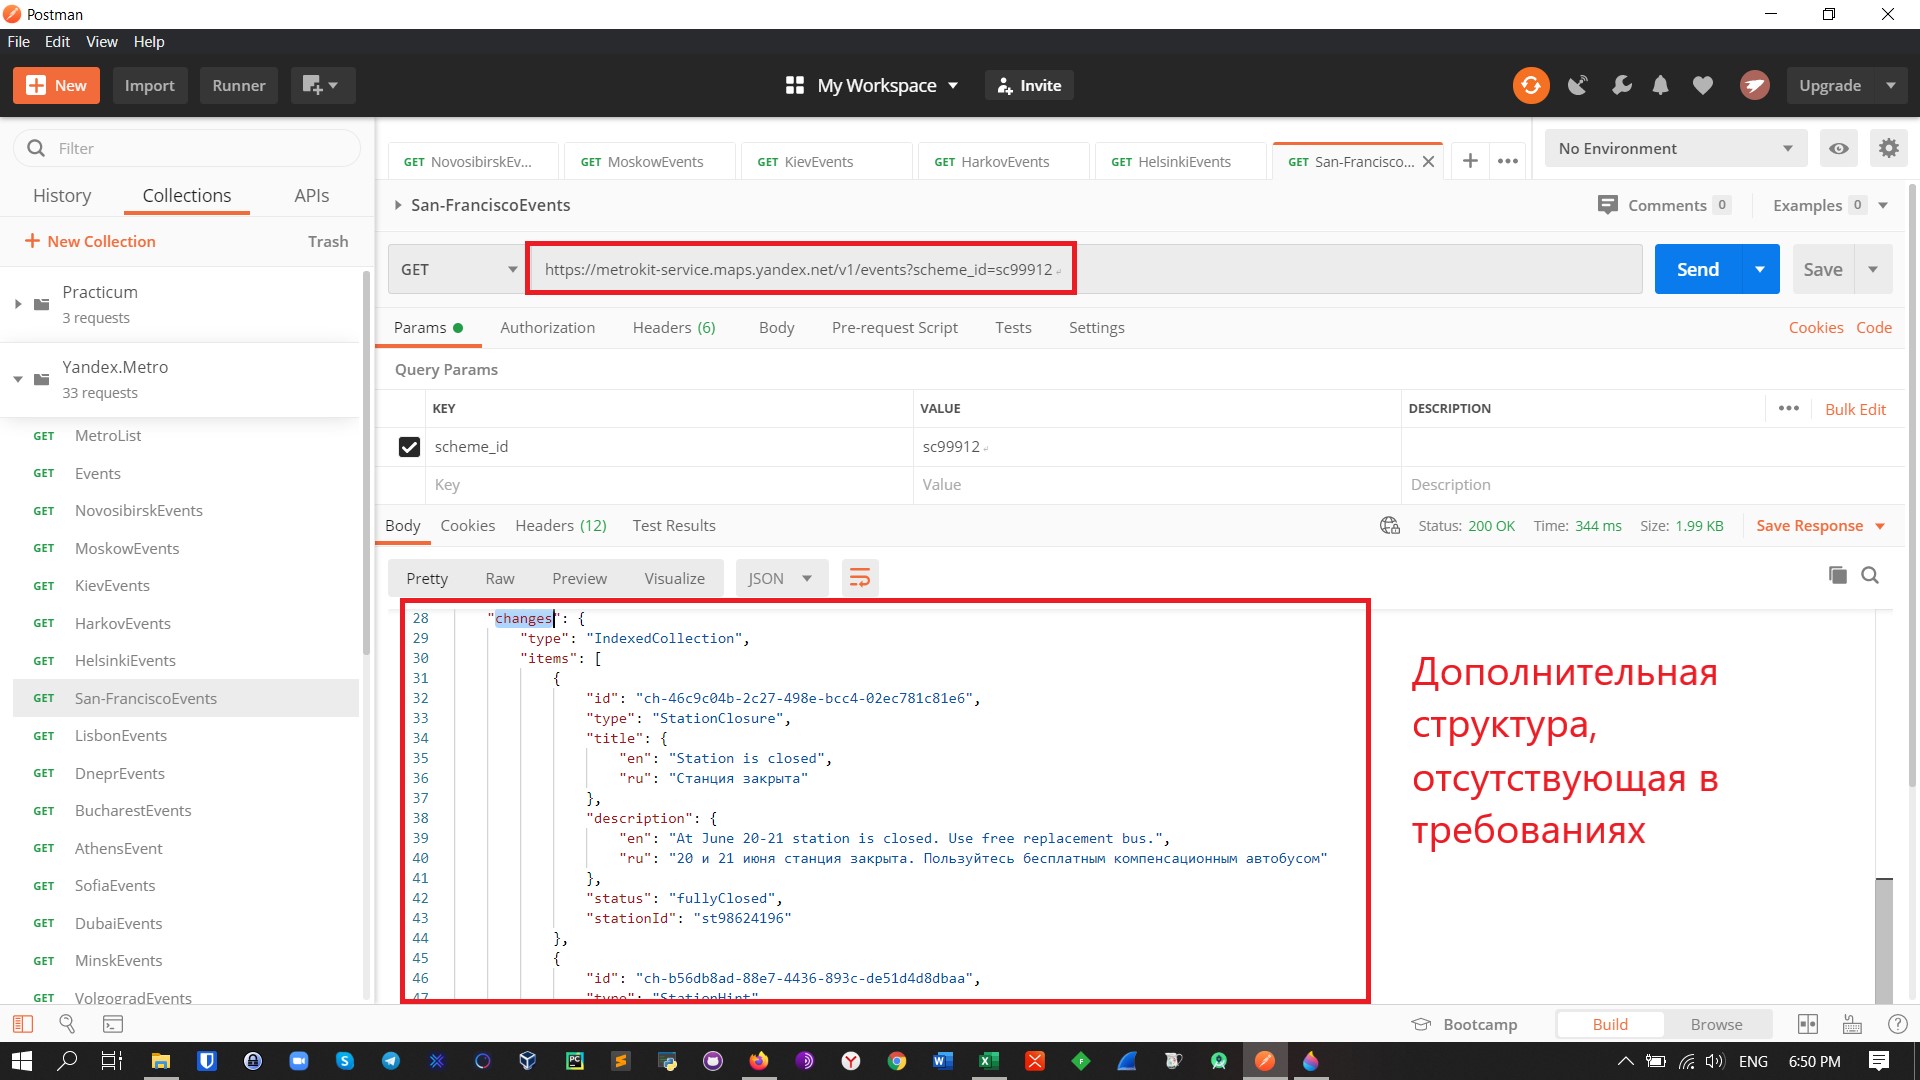 Postman
File Edit View Help
New Import Runner My Workspace Invite Upgrade
Filter
History Collections APIs
New Collection Trash
Practicum
3 requests
Yandex.Metro
33 requests
GET MetroList
GET Events
GET NovosibirskEvents
GET MoskowEvents
GET KievEvents
GET HarkovEvents
GET HelsinkiEvents
GET San-FranciscoEvents
GET LisbonEvents
GET DneprEvents
GET BucharestEvents
GET AthensEvent
GET SofiaEvents
GET DubaiEvents
GET MinskEvents
GET VolgogradEvents
GET NovosibirskEv... GET MoskowEvents GET KievEvents GET HarkovEvents GET HelsinkiEvents GET San-Francisco...
No Environment
San-FranciscoEvents
Comments 0 Examples 0
GET https://metrokit-service.maps.yandex.net/v1/events?scheme_id=sc99912 Send Save
Params Authorization Headers (6) Body Pre-request Script Tests Settings Cookies Code
Query Params
KEY VALUE DESCRIPTION Bulk Edit
scheme_id sc99912
Key Value Description
Body Cookies Headers (12) Test Results Status: 200 OK Time: 344 ms Size: 1.99 KB Save Response
Pretty Raw Preview Visualize JSON
28 "changes": {
29 "type": "IndexedCollection",
30 "items": [
31 {
32 "id": "ch-46c9c04b-2c27-498e-bcc4-02ec781c81e6",
33 "type": "StationClosure",
34 "title": {
35 "en": "Station is closed",
36 "ru": "Станция закрыта"
37 },
38 "description": {
39 "en": "At June 20-21 station is closed. Use free replacement bus.",
40 "ru": "20 и 21 июня станция закрыта. Пользуйтесь бесплатным компенсационным автобусом"
41 },
42 "status": "fullyClosed",
43 "stationId": "st98624196"
44 },
45 {
46 "id": "ch-b56db8ad-88e7-4436-893c-de51d4d8dbaa",
47 "type": "StationHint",
Дополнительная
структура,
отсутствующая в
требованиях
Bootcamp Build Browse
ENG 6:50 PM